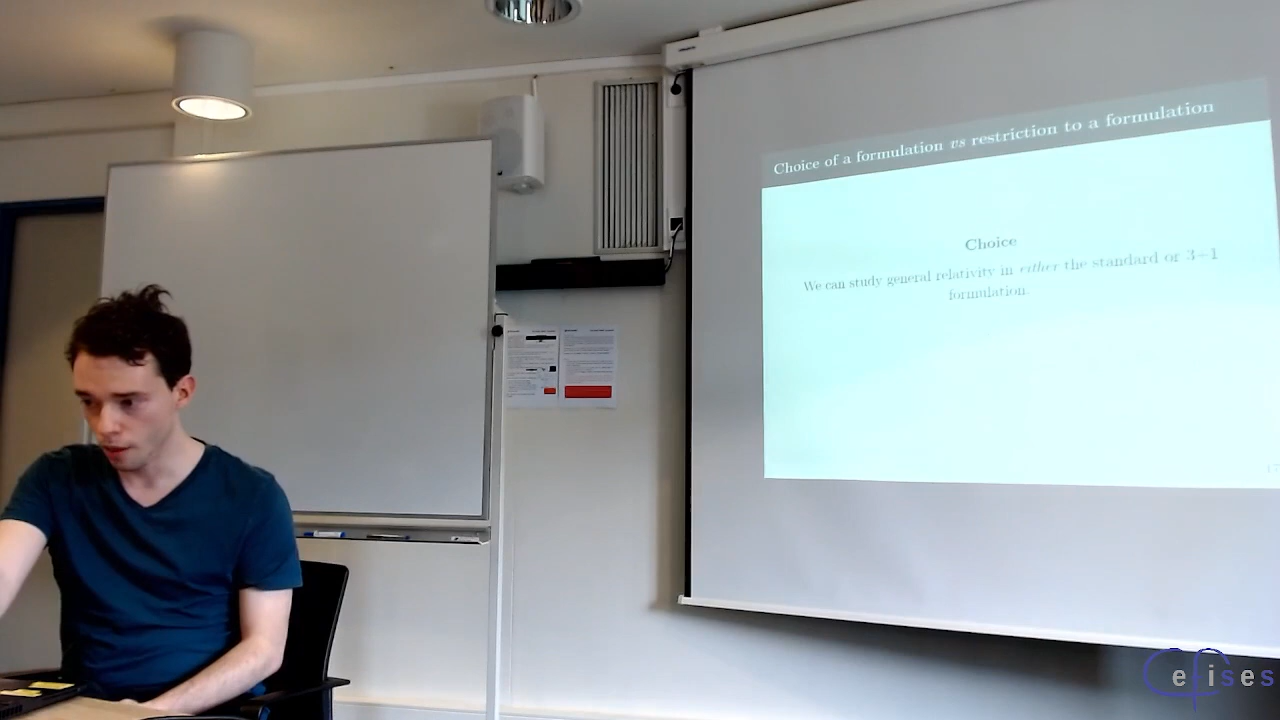 Choice of a formulation vs restriction to a formulation
Choice
We can study general relativity in either the standard or 3+1
formulation.
efises